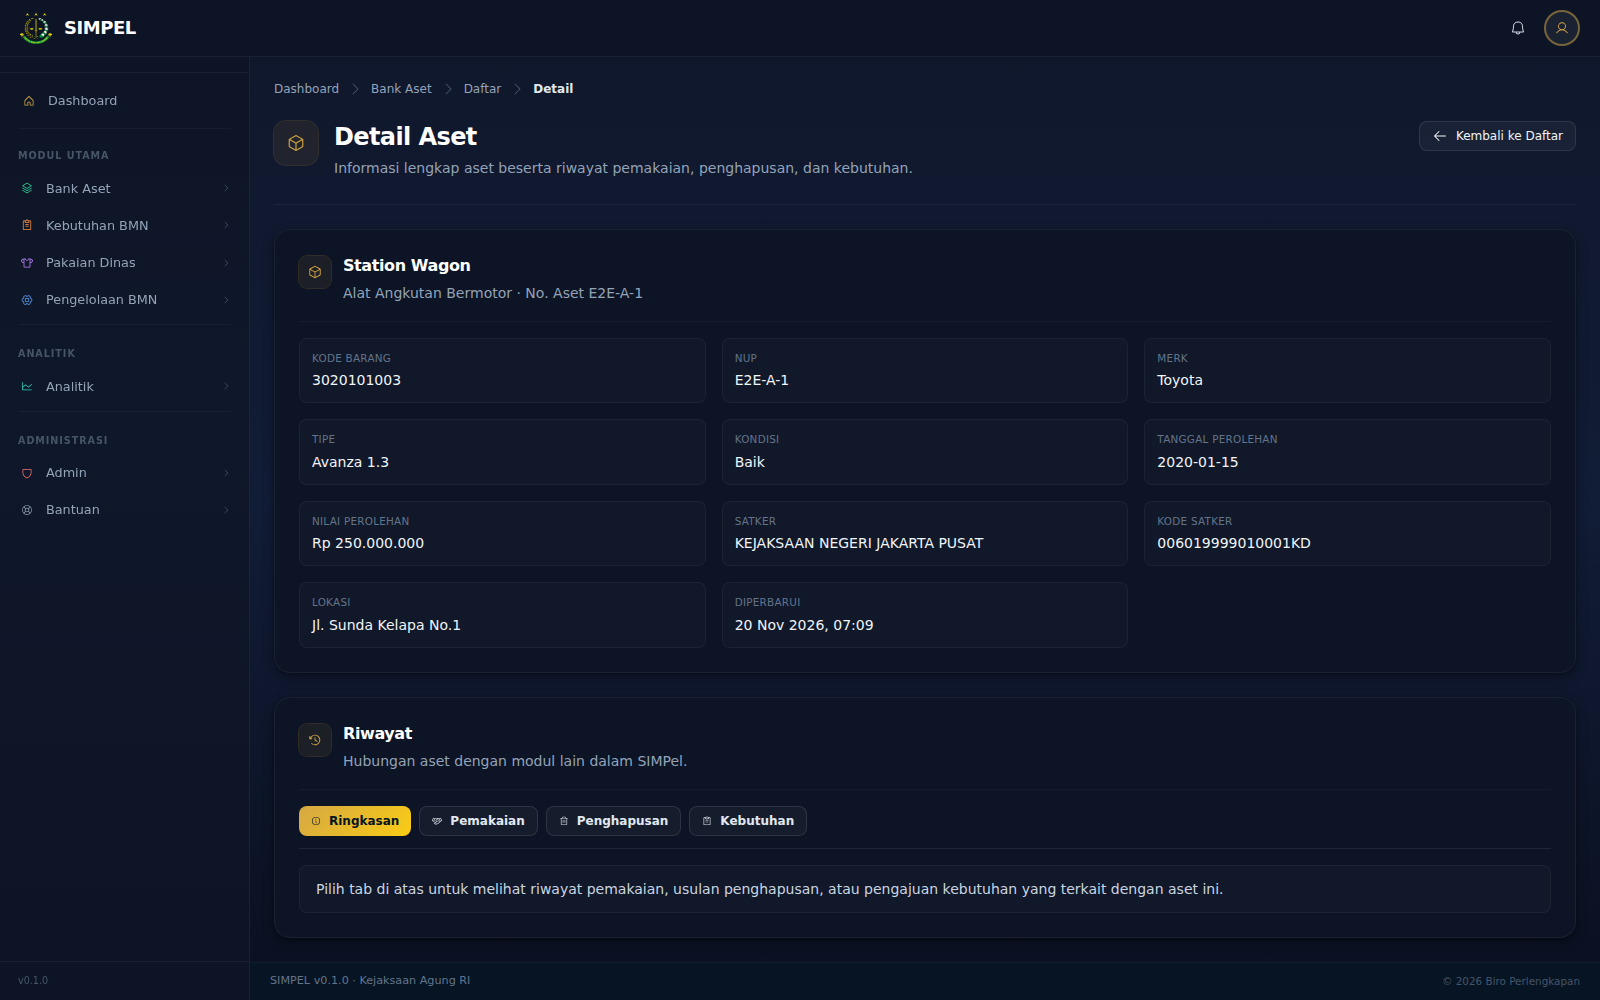 SIMPEL
Dashboard
MODUL UTAMA
Bank Aset
Kebutuhan BMN
Pakaian Dinas
Pengelolaan BMN
ANALITIK
Analitik
ADMINISTRASI
Admin
Bantuan
v0.1.0
Dashboard Bank Aset Daftar Detail
Detail Aset
Informasi lengkap aset beserta riwayat pemakaian, penghapusan, dan kebutuhan.
Kembali ke Daftar
Station Wagon
Alat Angkutan Bermotor · No. Aset E2E-A-1
KODE BARANG
3020101003
NUP
E2E-A-1
MERK
Toyota
TIPE
Avanza 1.3
KONDISI
Baik
TANGGAL PEROLEHAN
2020-01-15
NILAI PEROLEHAN
Rp 250.000.000
SATKER
KEJAKSAAN NEGERI JAKARTA PUSAT
KODE SATKER
006019999010001KD
LOKASI
Jl. Sunda Kelapa No.1
DIPERBARUI
20 Nov 2026, 07:09
Riwayat
Hubungan aset dengan modul lain dalam SIMPel.
Ringkasan Pemakaian Penghapusan Kebutuhan
Pilih tab di atas untuk melihat riwayat pemakaian, usulan penghapusan, atau pengajuan kebutuhan yang terkait dengan aset ini.
SIMPEL v0.1.0 · Kejaksaan Agung RI
© 2026 Biro Perlengkapan